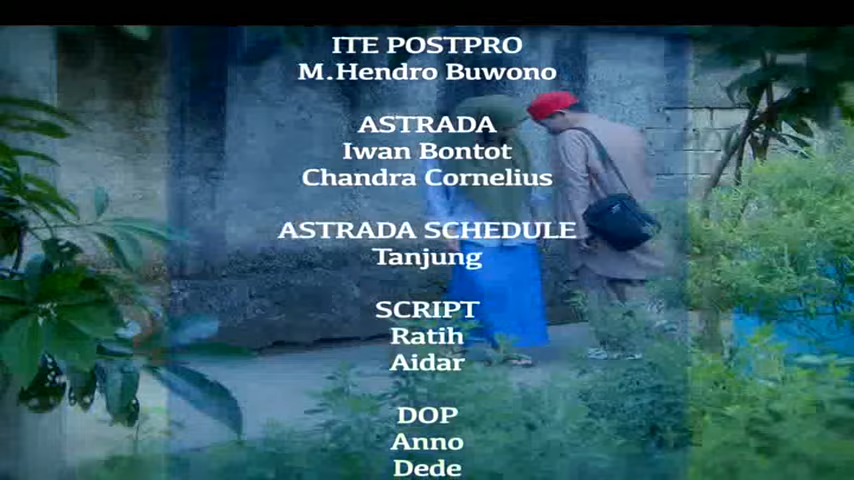 ITE POSTPRO
M.Hendro Buwono
ASTRADA
Iwan Bontot
Chandra Cornelius
ASTRADA SCHEDULE
Tanjung
SCRIPT
Ratih
Aidar
DOP
Anno
Dede